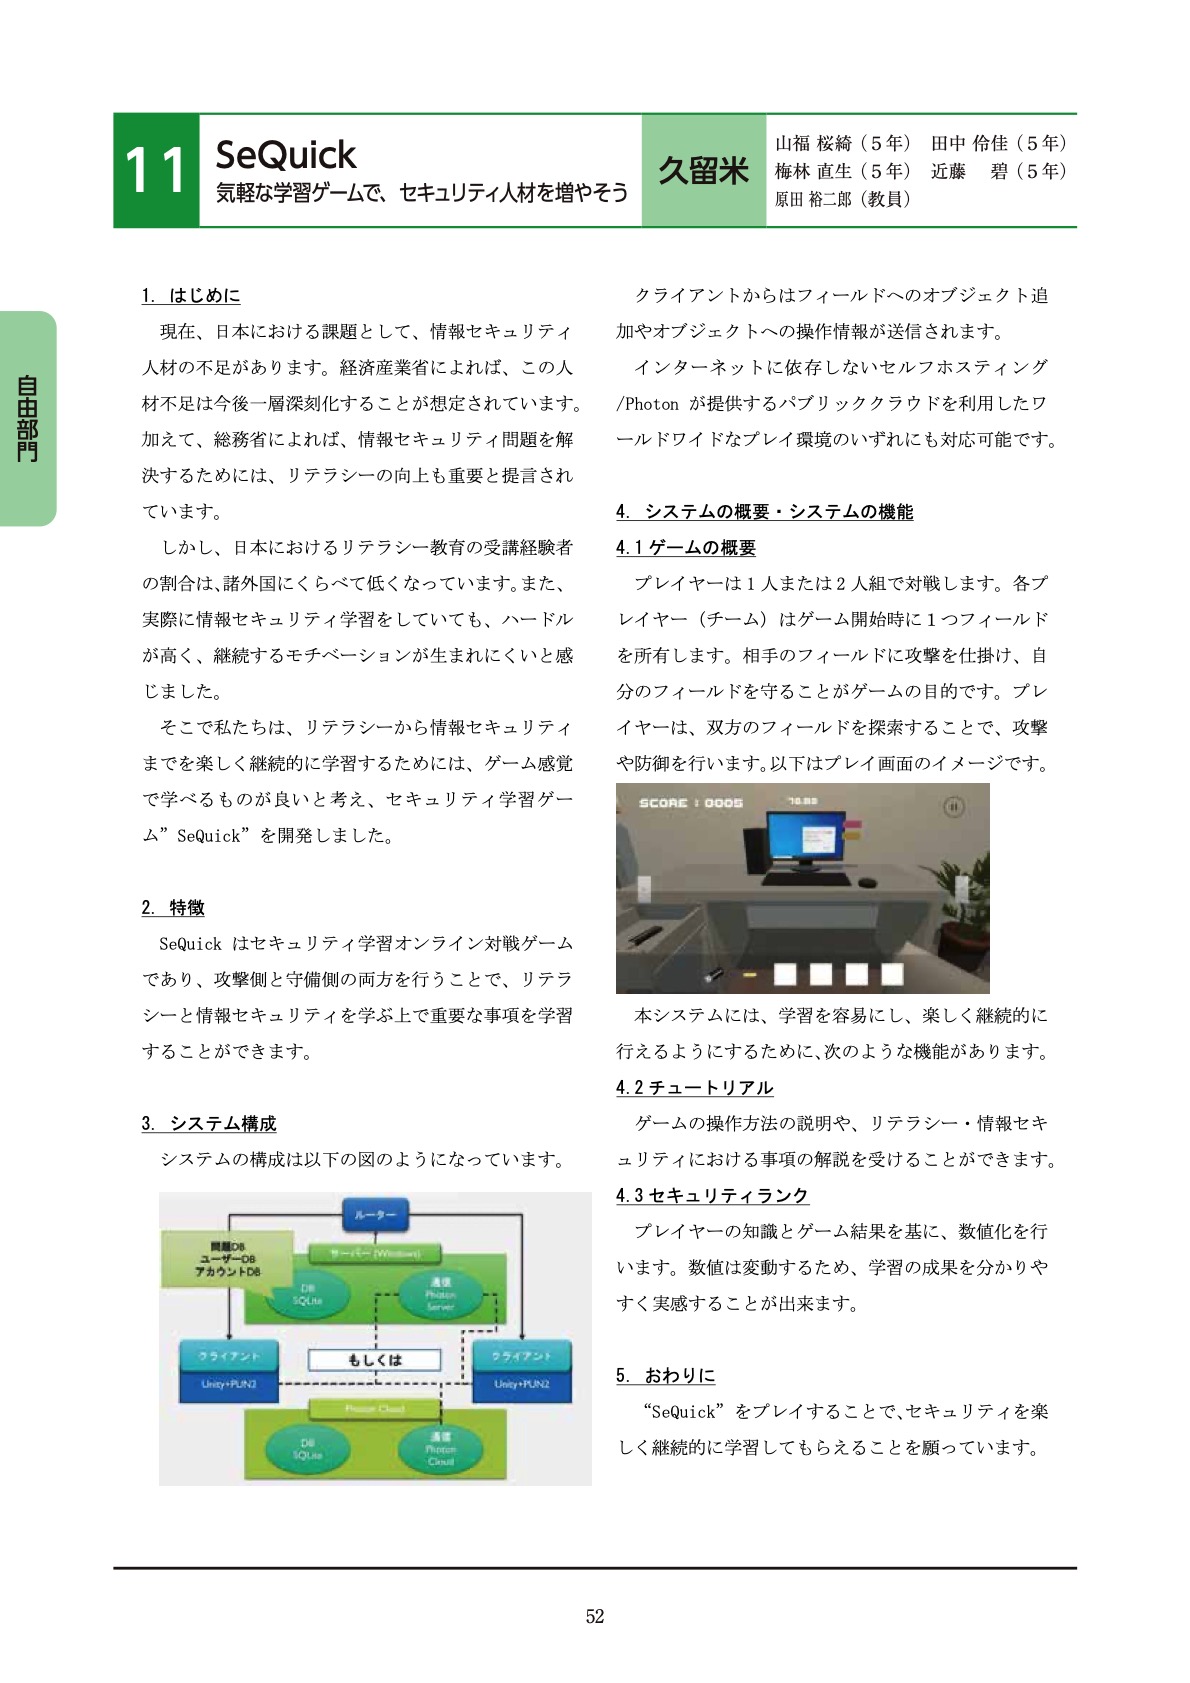 11
SeQuick
気軽な学習ゲームで、セキュリティ人材を増やそう
久留米
山福 桜綺（５年）　田中 伶佳（５年）
梅林 直生（５年）　近藤　 碧（５年）
原田 裕二郎（教員）
自由部門
1. はじめに
現在、日本における課題として、情報セキュリティ
人材の不足があります。経済産業省によれば、この人
材不足は今後一層深刻化することが想定されています。
加えて、総務省によれば、情報セキュリティ問題を解
決するためには、リテラシーの向上も重要と提言され
ています。
しかし、日本におけるリテラシー教育の受講経験者
の割合は、諸外国にくらべて低くなっています。また、
実際に情報セキュリティ学習をしていても、ハードル
が高く、継続するモチベーションが生まれにくいと感
じました。
そこで私たちは、リテラシーから情報セキュリティ
までを楽しく継続的に学習するためには、ゲーム感覚
で学べるものが良いと考え、セキュリティ学習ゲー
ム”SeQuick”を開発しました。
2. 特徴
SeQuick はセキュリティ学習オンライン対戦ゲーム
であり、攻撃側と守備側の両方を行うことで、リテラ
シーと情報セキュリティを学ぶ上で重要な事項を学習
することができます。
3. システム構成
システムの構成は以下の図のようになっています。
ルーター
問題DB
ユーザーDB
アカウントDB
サーバー (Windows)
DB
SQLite
通信
Photon
Server
クライアント
Unity+PUN2
もしくは
クライアント
Unity+PUN2
Photon Cloud
DB
SQLite
通信
Photon
Cloud
クライアントからはフィールドへのオブジェクト追
加やオブジェクトへの操作情報が送信されます。
インターネットに依存しないセルフホスティング
/Photon が提供するパブリッククラウドを利用したワ
ールドワイドなプレイ環境のいずれにも対応可能です。
4. システムの概要・システムの機能
4.1 ゲームの概要
プレイヤーは 1 人または 2 人組で対戦します。各プ
レイヤー（チーム）はゲーム開始時に 1 つフィールド
を所有します。相手のフィールドに攻撃を仕掛け、自
分のフィールドを守ることがゲームの目的です。プレ
イヤーは、双方のフィールドを探索することで、攻撃
や防御を行います。以下はプレイ画面のイメージです。
SCORE : 0005
本システムには、学習を容易にし、楽しく継続的に
行えるようにするために、次のような機能があります。
4.2 チュートリアル
ゲームの操作方法の説明や、リテラシー・情報セキ
ュリティにおける事項の解説を受けることができます。
4.3 セキュリティランク
プレイヤーの知識とゲーム結果を基に、数値化を行
います。数値は変動するため、学習の成果を分かりや
すく実感することが出来ます。
5. おわりに
“SeQuick”をプレイすることで、セキュリティを楽
しく継続的に学習してもらえることを願っています。
52